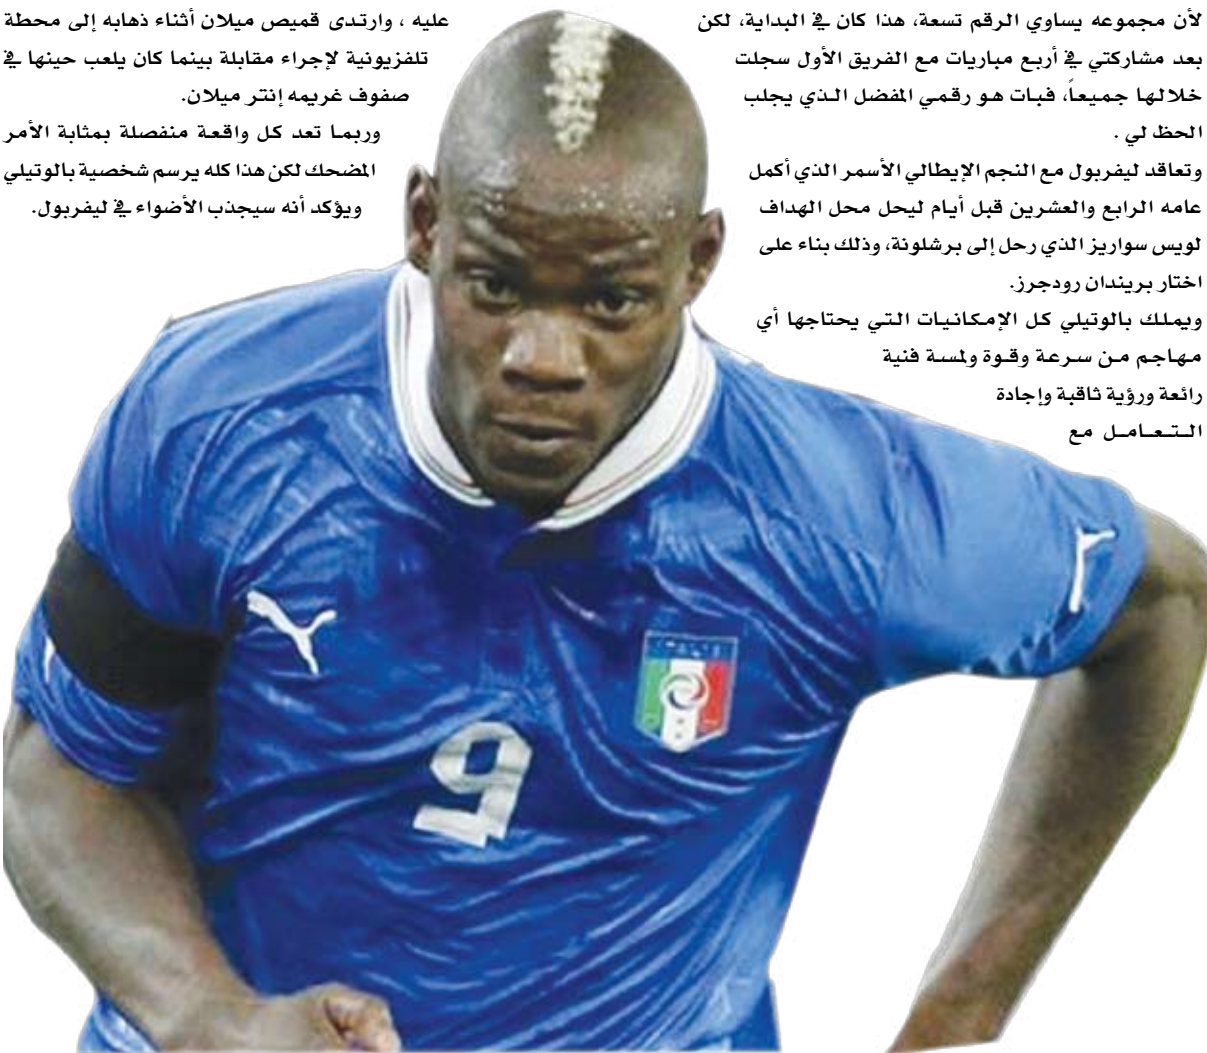 لأن مجموعه يساوي الرقم تسعة، هذا كان في البداية، لكن
بعد مشاركتي في أربع مباريات مع الفريق الأول سجلت
خلالها جميعاً، فبات هو رقمي المفضل الذي يجلب
الحظ لي .
وتعاقد ليفربول مع النجم الإيطالي الأسمر الذي أكمل
عامه الرابع والعشرين قبل أيام ليحل محل الهداف
لويس سواريز الذي رحل إلى برشلونة، وذلك بناء على
اختار بريندان رودجرز.
ويملك بالوتيلي كل الإمكانيات التي يحتاجها أي
مهاجم من سرعة وقوة ولمسة فنية
رائعة ورؤية ثاقبة وإجادة
التعامل مع
عليه ، وارتدى قميص ميلان أثناء ذهابه إلى محطة
تلفزيونية لإجراء مقابلة بينما كان يلعب حينها في
صفوف غريمه إنتر ميلان.
وربما تعد كل واقعة منفصلة بمثابة الأمر
المضحك لكن هذا كله يرسم شخصية بالوتيلي
ويؤكد أنه سيجذب الأضواء في ليفربول.
9